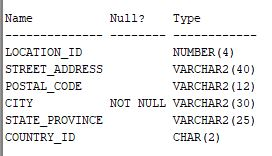 Name Null? Type
-------------- -------- ------------
LOCATION_ID NUMBER(4)
STREET_ADDRESS VARCHAR2(40)
POSTAL_CODE VARCHAR2(12)
CITY NOT NULL VARCHAR2(30)
STATE_PROVINCE VARCHAR2(25)
COUNTRY_ID CHAR(2)